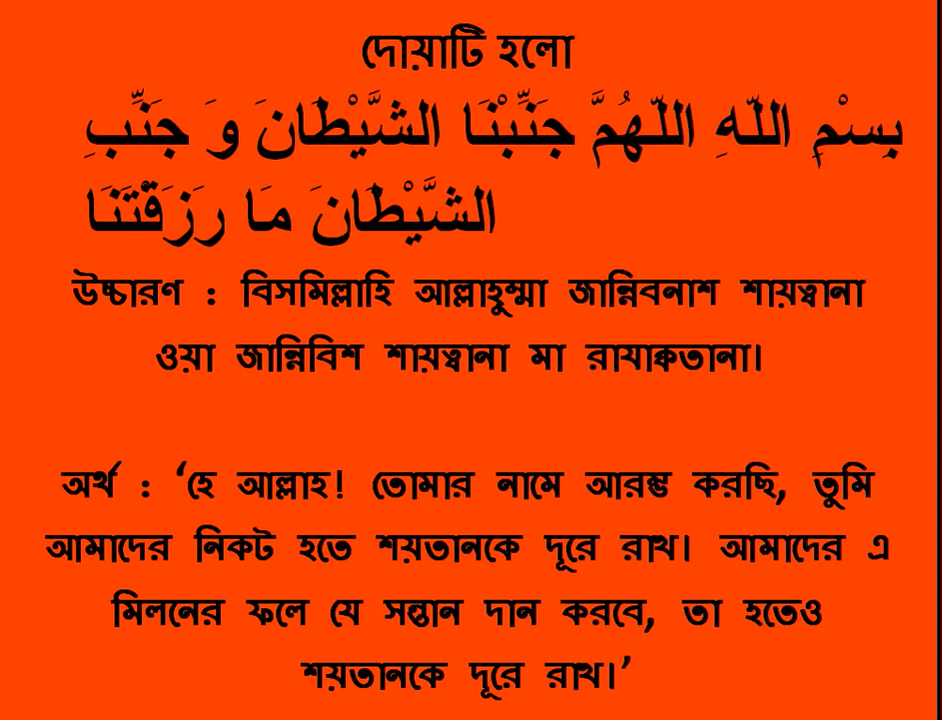 দোয়াটি হলো
بِسْمِ اللّهِ اللّهُمَّ جَنِّبْنَا الشَّيْطَانَ وَ جَنِّبِ
الشَّيْطَانَ مَا رَزَقْتَنَا
উচ্চারণ : বিসমিল্লাহি আল্লাহুম্মা জান্নিবনাশ শায়ত্বানা
ওয়া জান্নিবিশ শায়ত্বানা মা রাযাক্বতানা।
অর্থ : ‘হে আল্লাহ! তোমার নামে আরম্ভ করছি, তুমি
আমাদের নিকট হতে শয়তানকে দূরে রাখ। আমাদের এ
মিলনের ফলে যে সন্তান দান করবে, তা হতেও
শয়তানকে দূরে রাখ।’